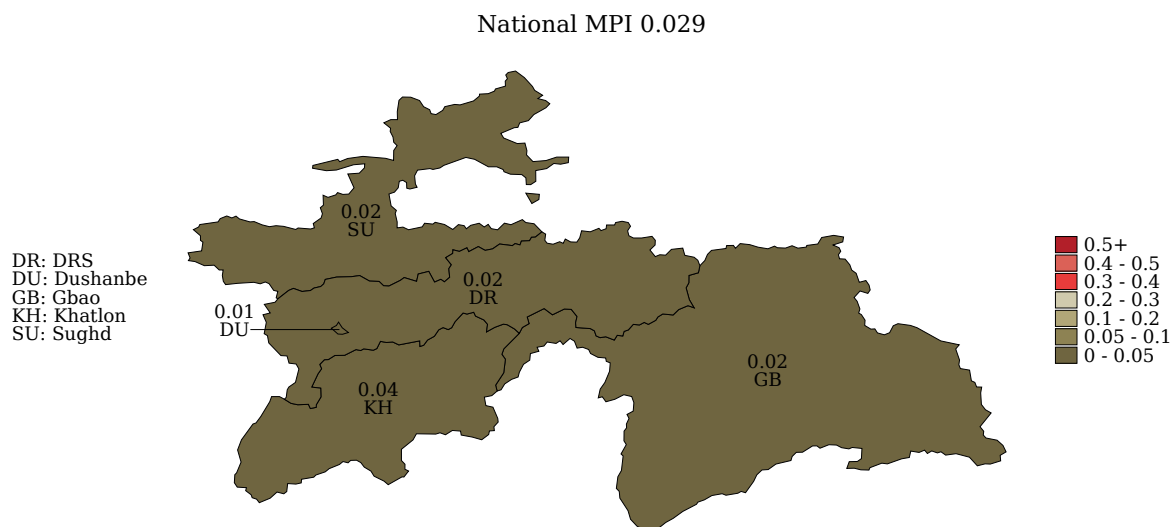 National MPI 0.029
0.02
SU
DR: DRS
DU: Dushanbe
GB: Gbao
KH: Khatlon
SU: Sughd
0.02
DR
0.01
DU
0.02
GB
0.04
KH
0.5+
0.4 - 0.5
0.3 - 0.4
0.2 - 0.3
0.1 - 0.2
0.05 - 0.1
0 - 0.05